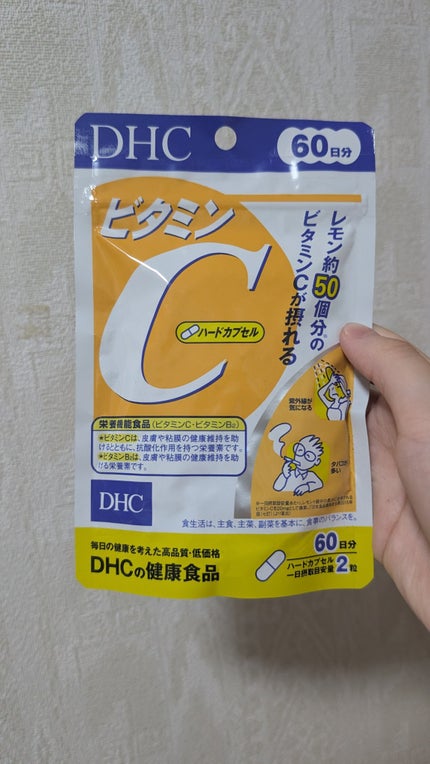 DHC
60日分
ビタミン
C
レモン約50個分の
ビタミンCが摂れる
ハードカプセル
紫外線が
気になる
タバコが
多い
栄養機能食品(ビタミンC・ビタミンB2)
★ビタミンCは、皮膚や粘膜の健康維持を助
けるとともに、抗酸化作用を持つ栄養素です。
★ビタミンB2は、皮膚や粘膜の健康維持を助
ける栄養素です。
DHC
食生活は、主食、主菜、副菜を基本に、食事のバランスを。
毎日の健康を考えた高品質・低価格
DHCの健康食品
60日分
ハードカプセル
一日摂取目安量2粒